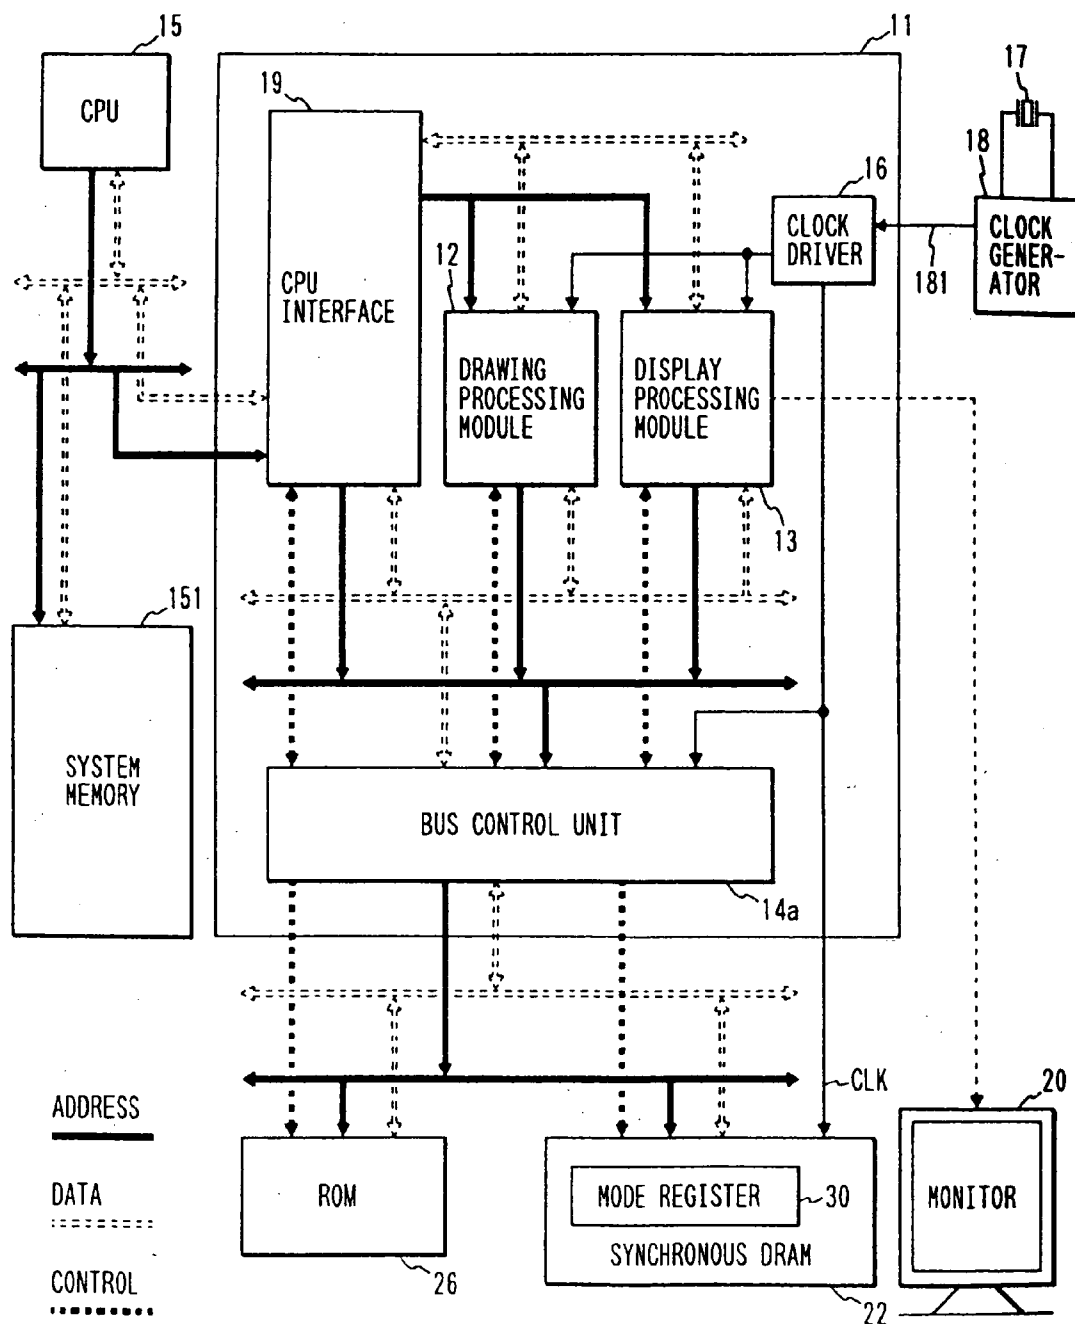 15
CPU
11
19
CPU
INTERFACE
17
18
CLOCK
GENER-
ATOR
16
CLOCK
DRIVER
181
12
DRAWING
PROCESSING
MODULE
DISPLAY
PROCESSING
MODULE
13
151
SYSTEM
MEMORY
BUS CONTROL UNIT
14a
CLK
20
MONITOR
ADDRESS
DATA
CONTROL
ROM
26
MODE REGISTER
30
SYNCHRONOUS DRAM
22